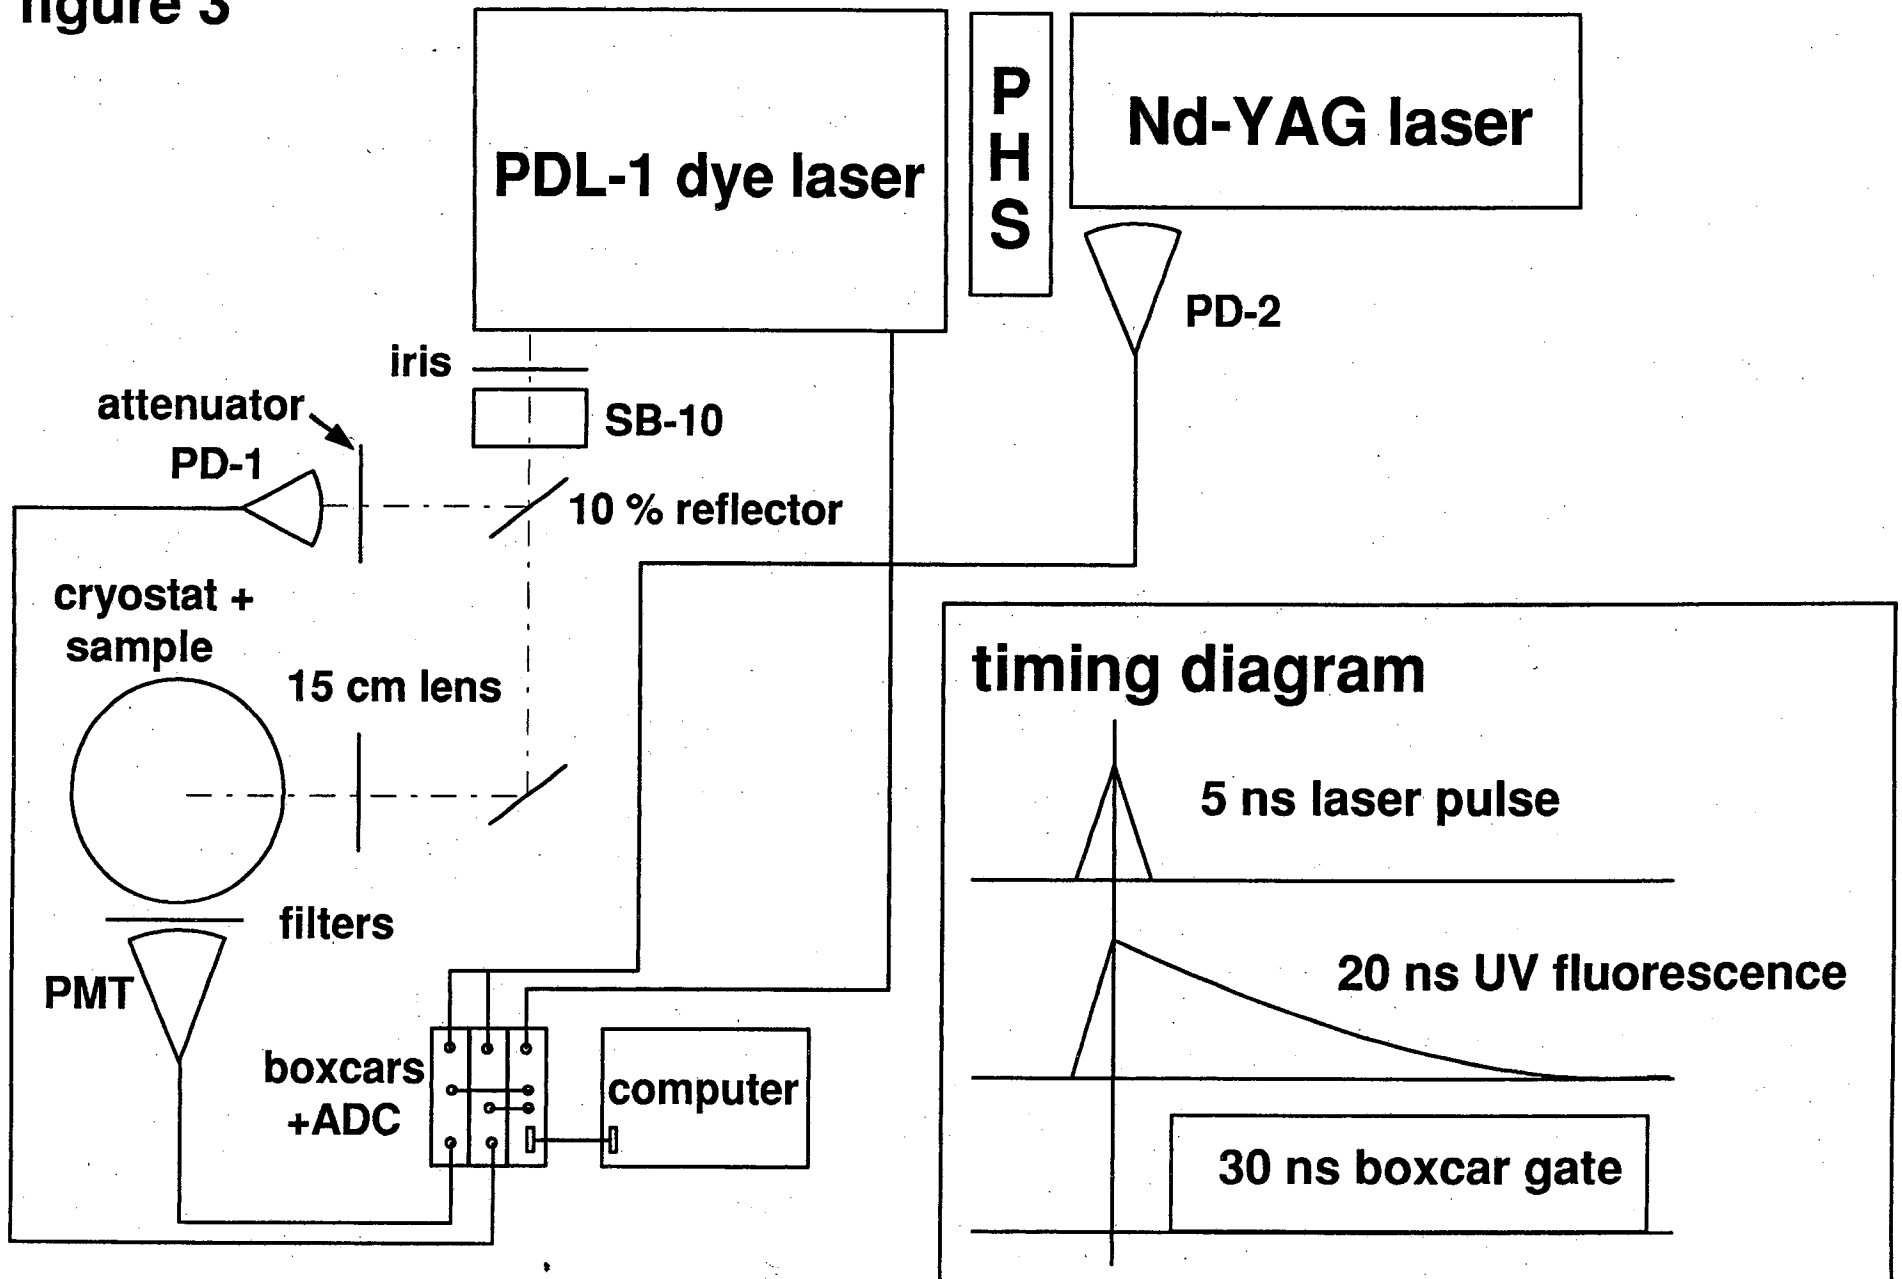 figure 3
PDL-1 dye laser
P
H
S
Nd-YAG laser
PD-2
iris
SB-10
attenuator
PD-1
10 % reflector
cryostat +
sample
15 cm lens
filters
PMT
boxcars
+ADC
computer
timing diagram
5 ns laser pulse
20 ns UV fluorescence
30 ns boxcar gate